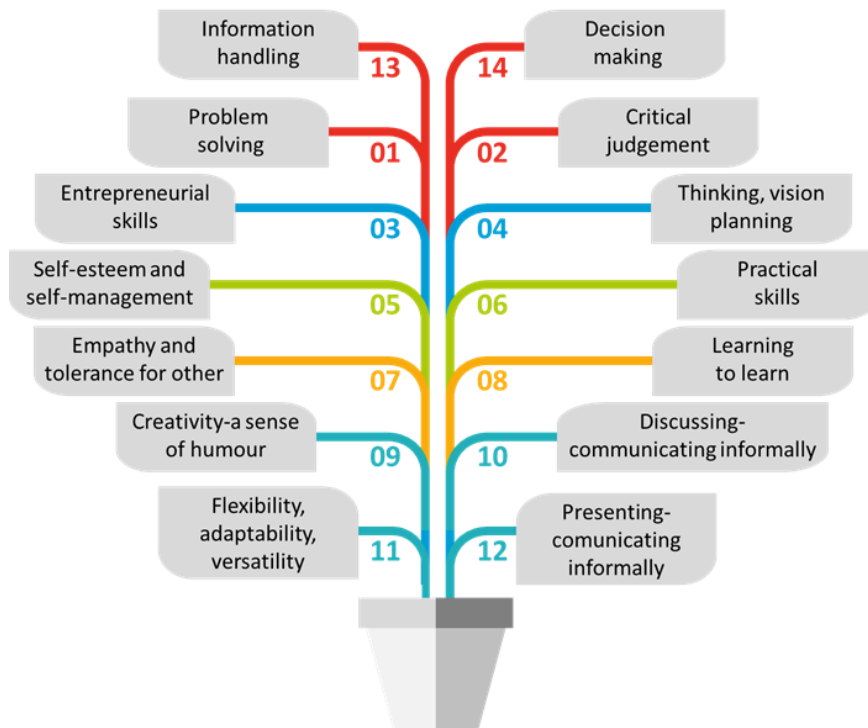 Information
handling
13
Decision
making
14
Problem
solving
01
Critical
judgement
02
Entrepreneurial
skills
03
Thinking, vision
planning
04
Self-esteem and
self-management
05
Practical
skills
06
Empathy and
tolerance for other
07
Learning
to learn
08
Creativity-a sense
of humour
09
Discussing-
communicating informally
10
Flexibility,
adaptability,
versatility
11
Presenting-
comunicating
informally
12